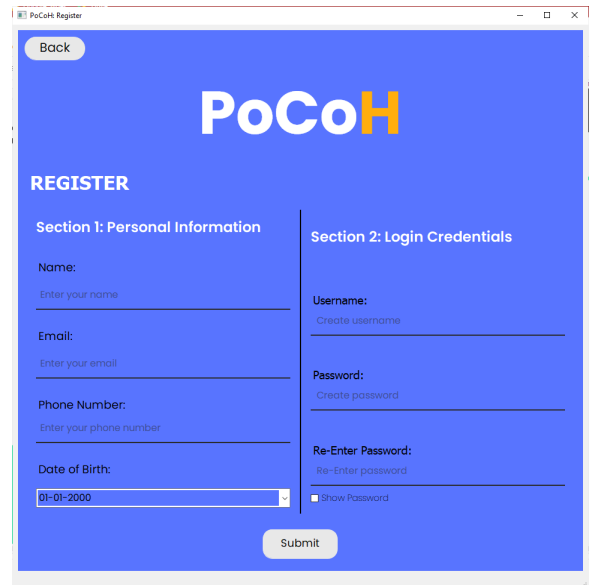 PoCoH: Register
Back
PoCoH
REGISTER
Section 1: Personal Information
Name:
Enter your name
Email:
Enter your email
Phone Number:
Enter your phone number
Date of Birth:
01-01-2000
Section 2: Login Credentials
Username:
Create username
Password:
Create password
Re-Enter Password:
Re-Enter password
Show Password
Submit